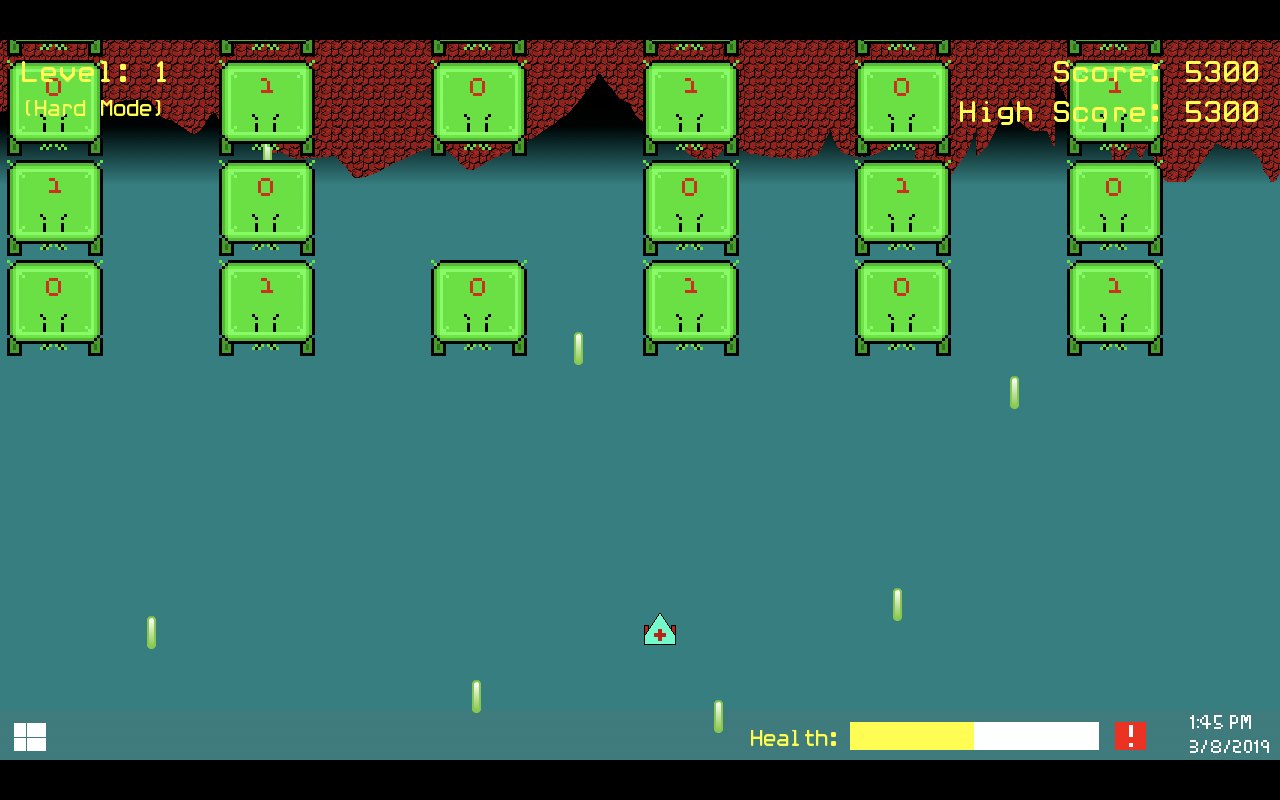 Level: 1
(Hard Mode)
Score: 5300
High Score: 5300
0 1 0 1 0 1
1 0 0 1 0
0 1 0 1 0 1
Health:
!
1:45 PM
3/8/2019